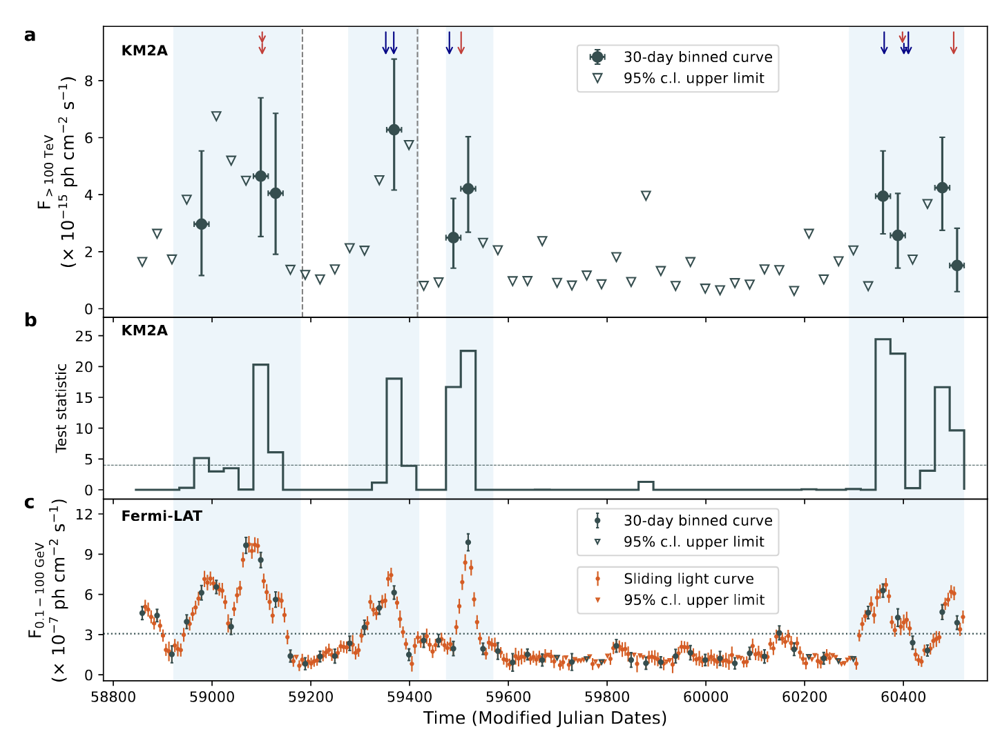 a
KM2A
30-day binned curve
95% c.l. upper limit
F> 100 TeV
(× 10−15 ph cm−2 s−1)
8
6
4
2
0
b
KM2A
Test statistic
25
20
15
10
5
0
c
Fermi-LAT
30-day binned curve
95% c.l. upper limit
Sliding light curve
95% c.l. upper limit
F0.1 − 100 GeV
(× 10−7 ph cm−2 s−1)
12
9
6
3
0
58800 59000 59200 59400 59600 59800 60000 60200 60400
Time (Modified Julian Dates)